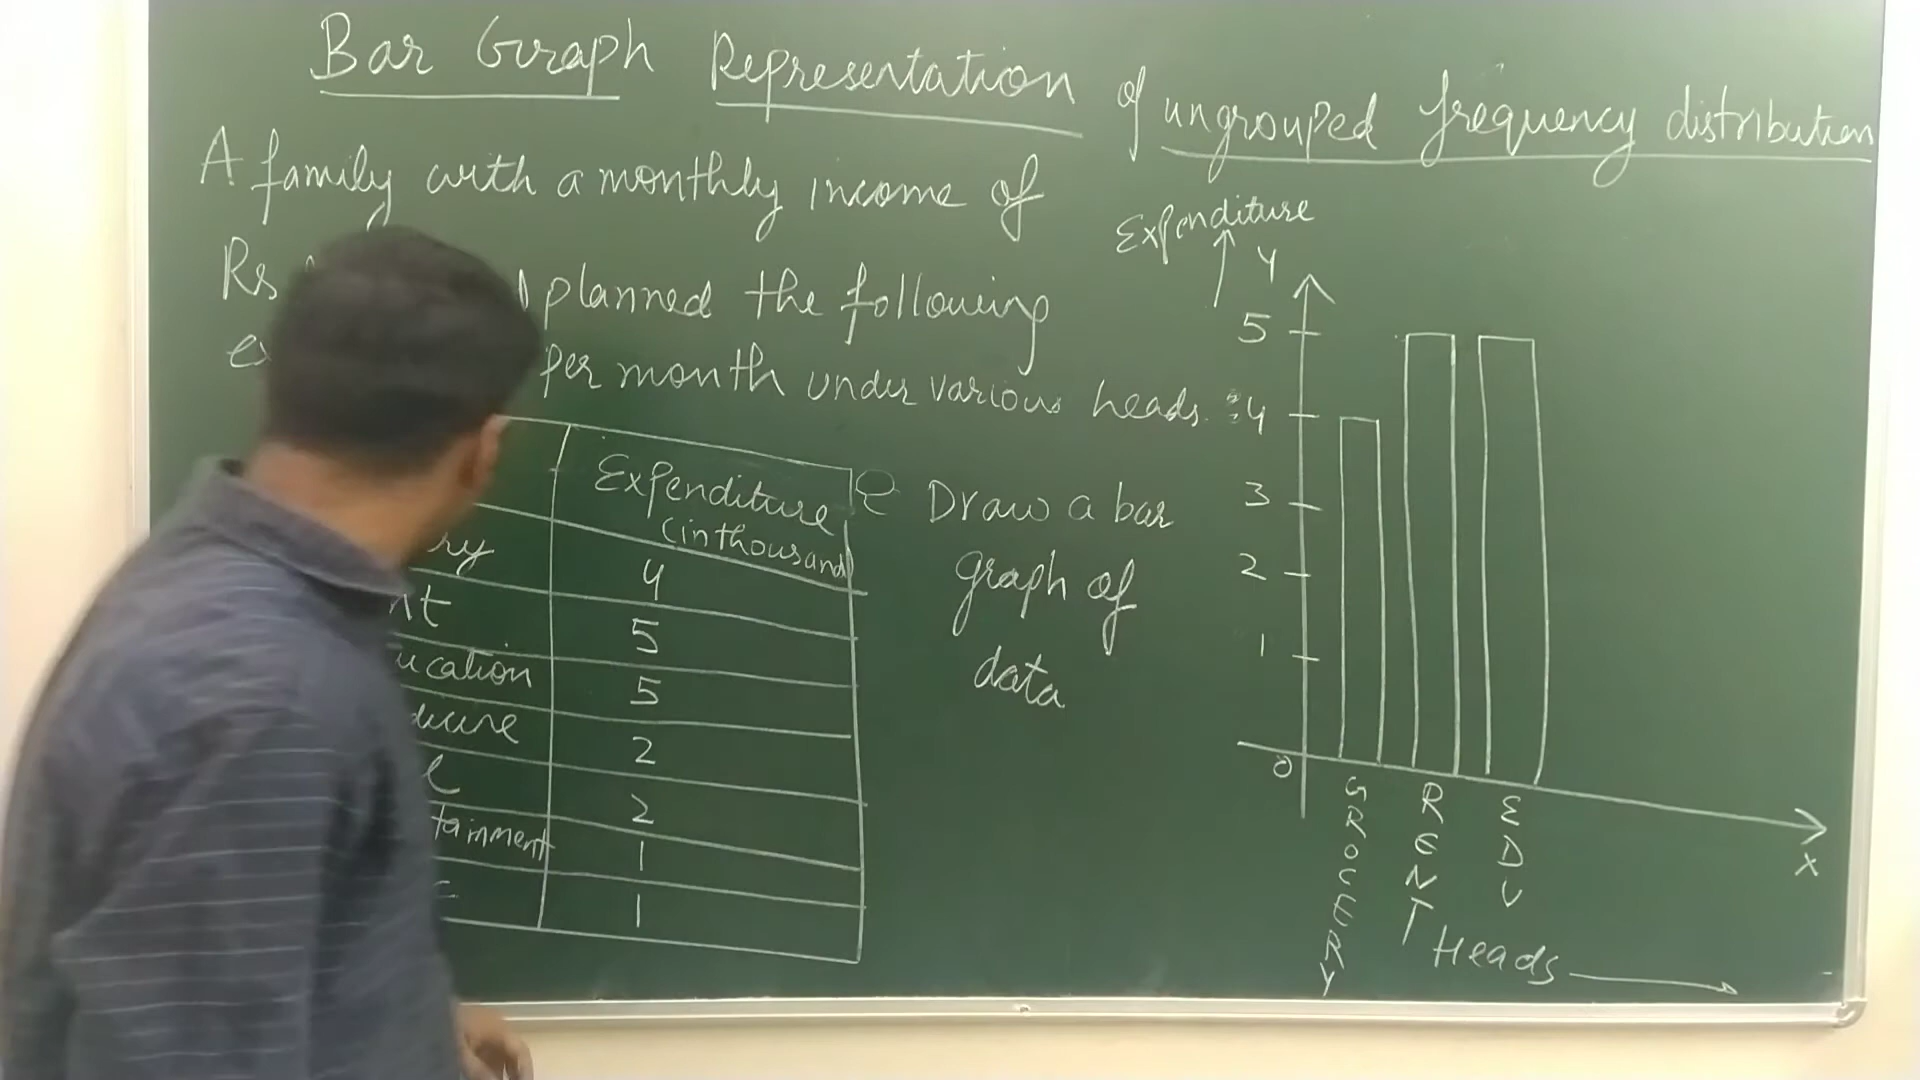 Bar Graph Representation of ungrouped frequency distribution
A family with a monthly income of
Rs planned the following
per month under various heads:
Expenditure
(in thousand)
ry 4
nt 5
ucation 5
dicine 2
l 2
tainment 1
1
Q Draw a bar
graph of
data
Expenditure
Y
5
4
3
2
1
0
X
GROCERY
RENT
EDU
Heads